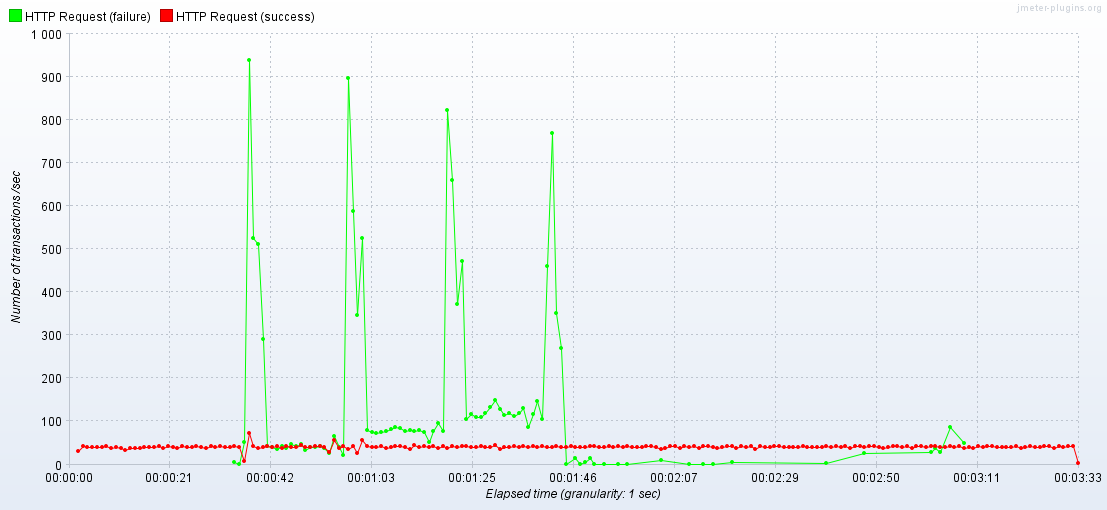 HTTP Request (failure) HTTP Request (success)
jmeter-plugins.org
1 000
900
800
700
600
500
400
300
200
100
0
Number of transactions /sec
00:00:00 00:00:21 00:00:42 00:01:03 00:01:25 00:01:46 00:02:07 00:02:29 00:02:50 00:03:11 00:03:33
Elapsed time (granularity: 1 sec)